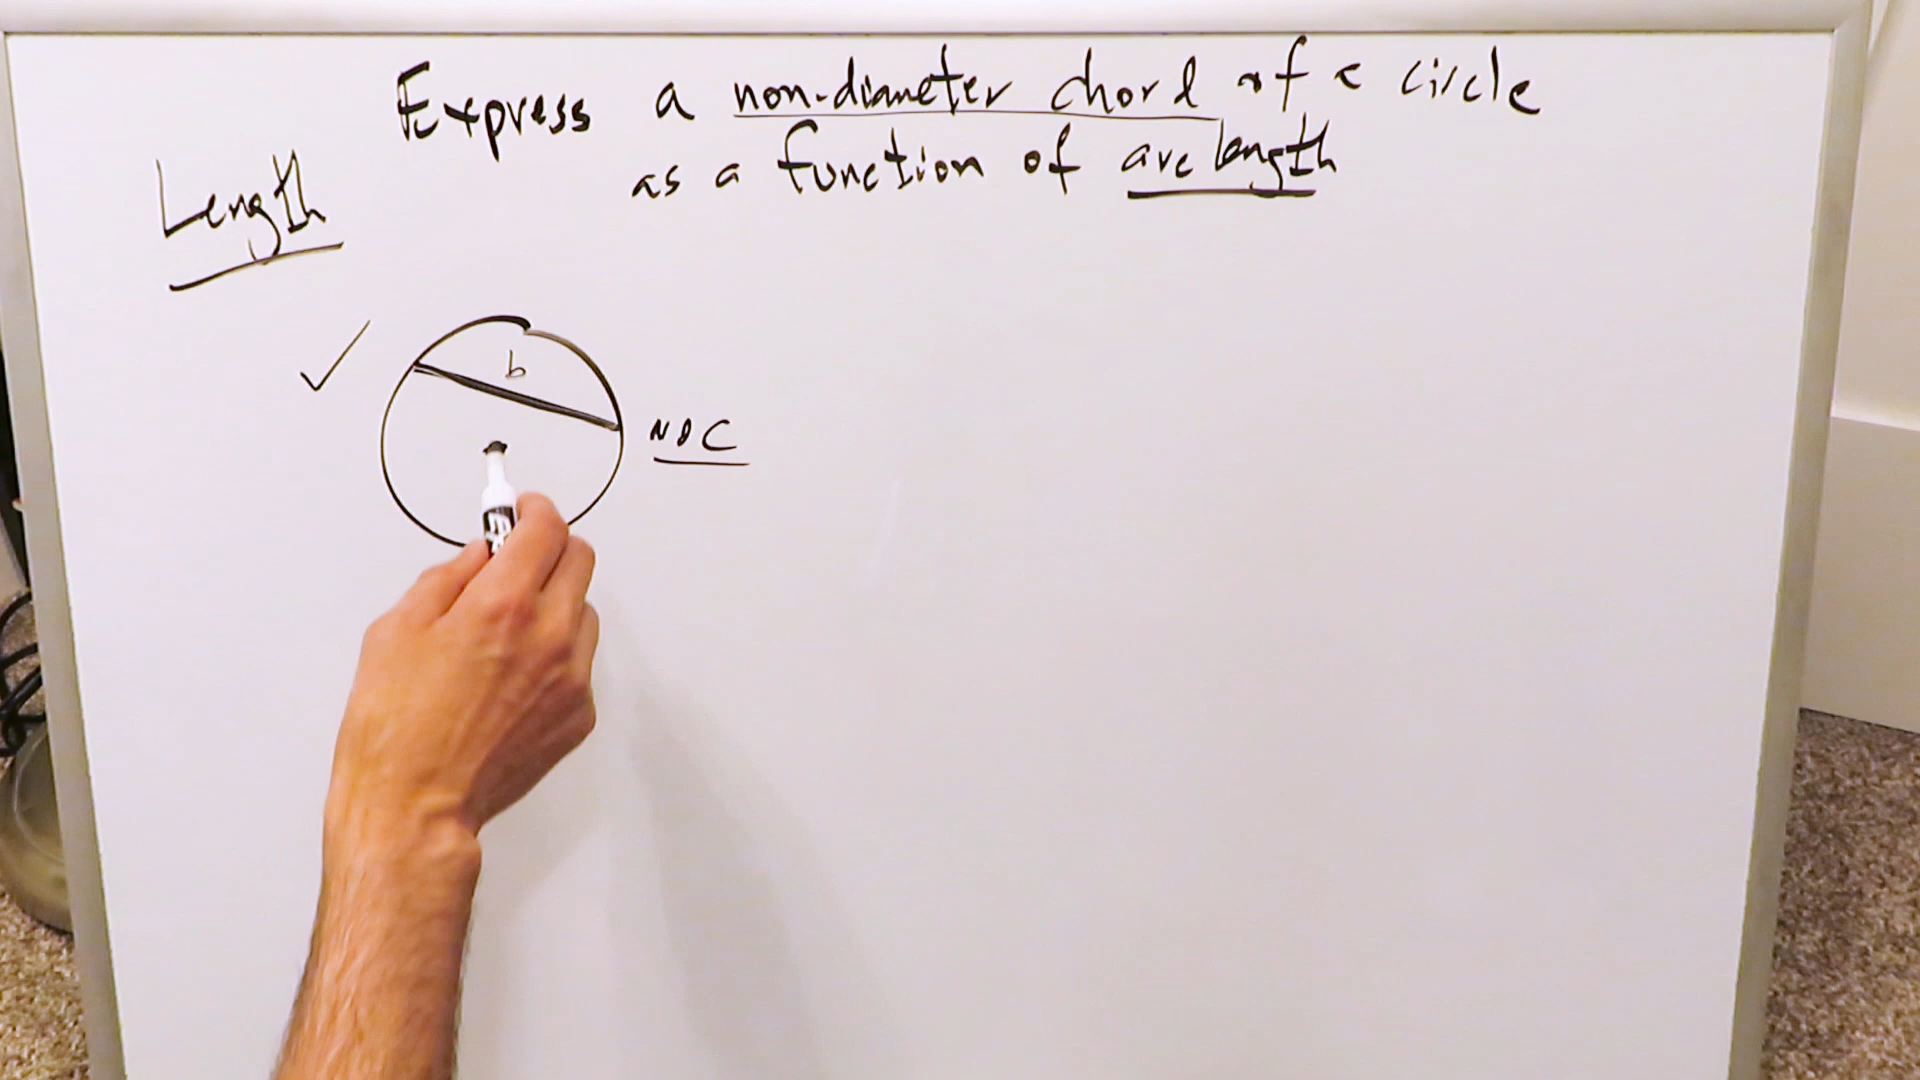 Express a non-diameter chord of a circle
as a function of arc length
Length
b
NDC